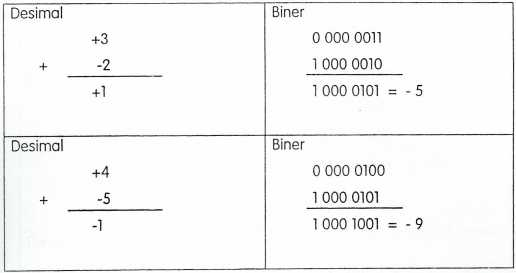 Desimal
+3
+ -2
+1
Biner
0 000 0011
1 000 0010
1 000 0101 = - 5
Desimal
+4
+ -5
-1
Biner
0 000 0100
1 000 0101
1 000 1001 = - 9